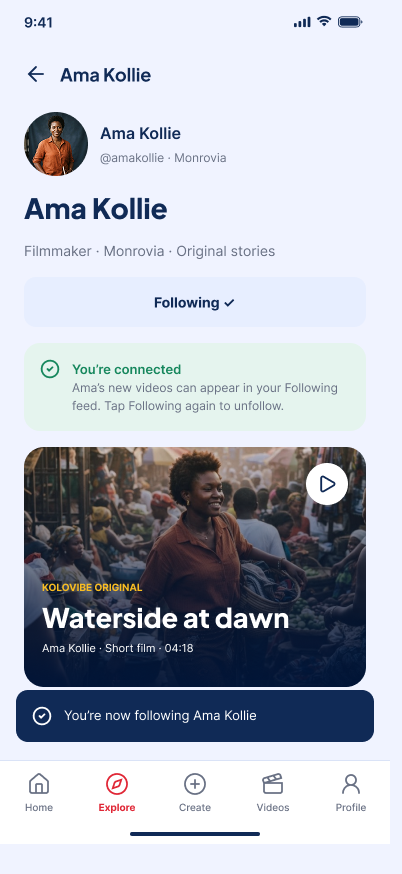 9:41
Ama Kollie
Ama Kollie
@amakollie · Monrovia
Ama Kollie
Filmmaker · Monrovia · Original stories
Following ✓
You're connected
Ama's new videos can appear in your Following
feed. Tap Following again to unfollow.
KOLOVIBE ORIGINAL
Waterside at dawn
Ama Kollie · Short film · 04:18
You're now following Ama Kollie
Home
Explore
Create
Videos
Profile